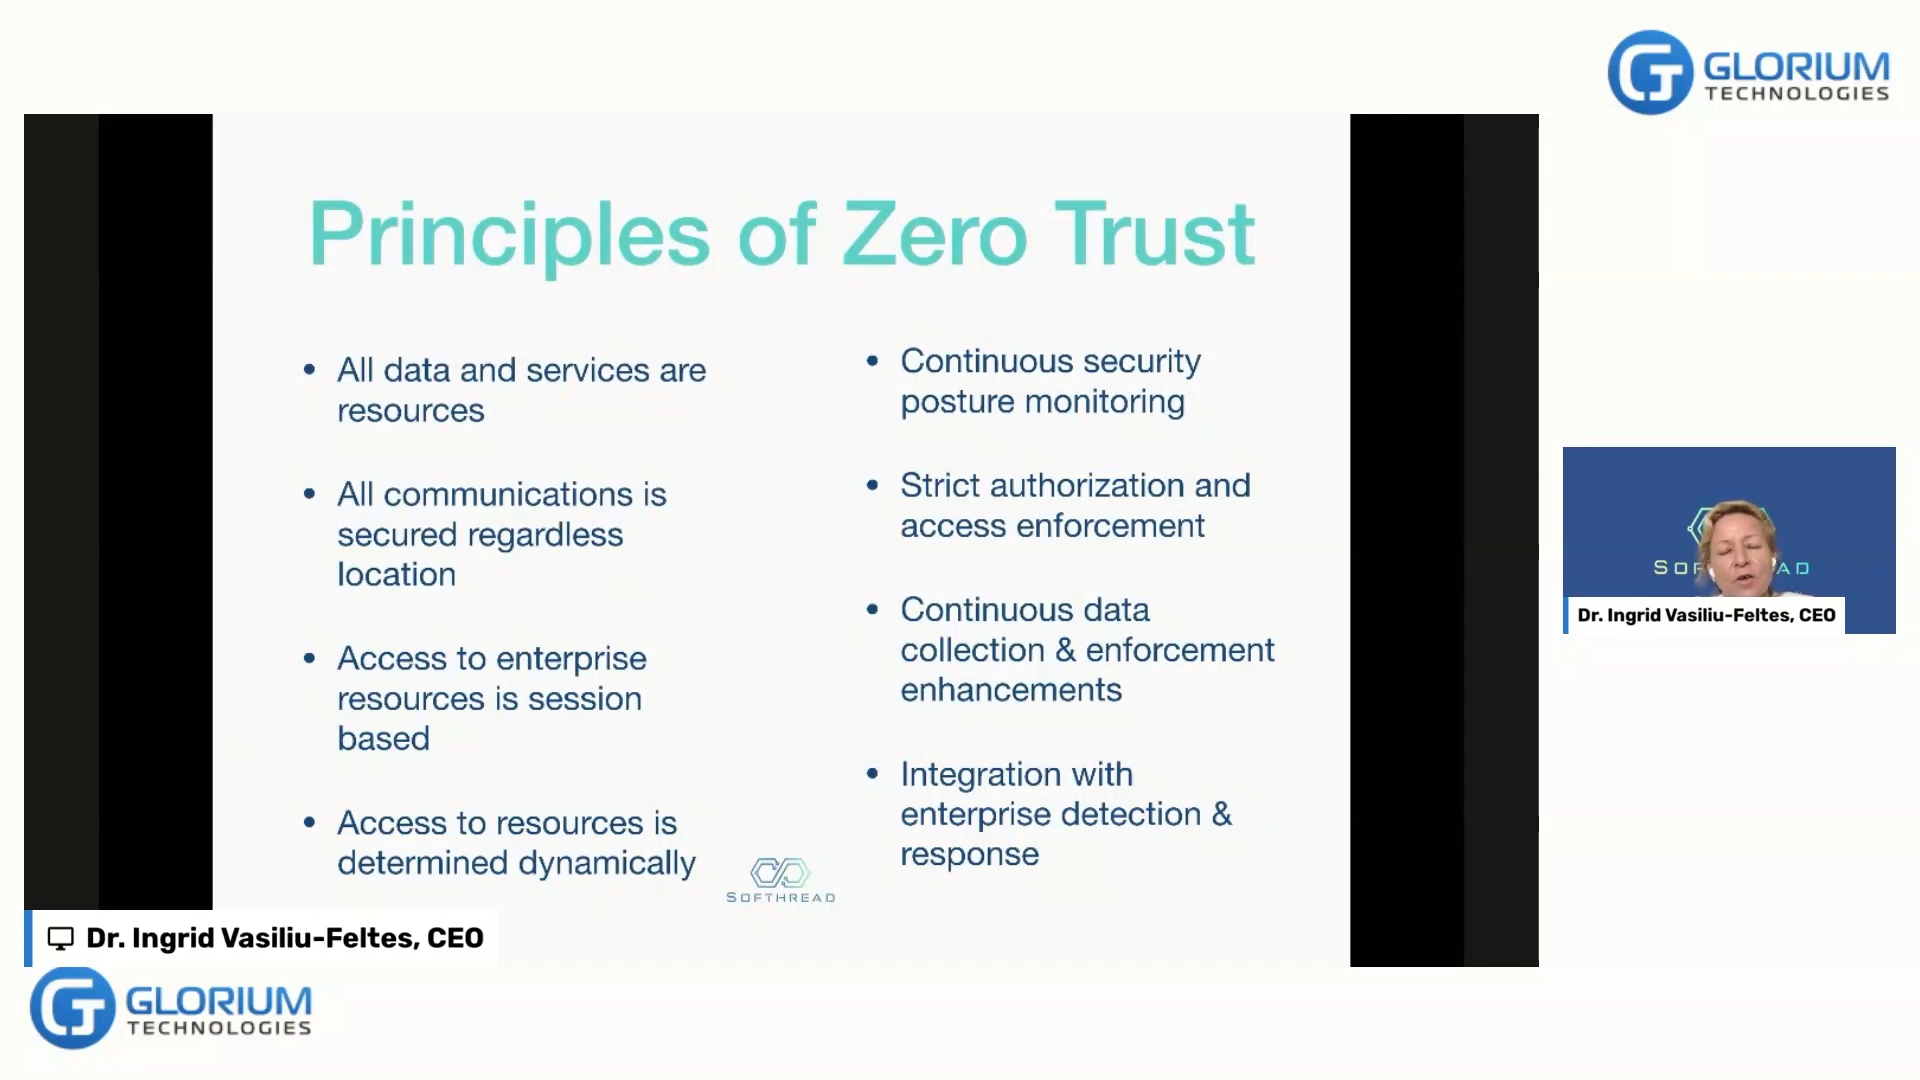 GLORIUM
TECHNOLOGIES
Principles of Zero Trust
• All data and services are
resources
• All communications is
secured regardless
location
• Access to enterprise
resources is session
based
• Access to resources is
determined dynamically
• Continuous security
posture monitoring
• Strict authorization and
access enforcement
• Continuous data
collection & enforcement
enhancements
• Integration with
enterprise detection &
response
SOFTHREAD
Dr. Ingrid Vasiliu-Feltes, CEO
Dr. Ingrid Vasiliu-Feltes, CEO
GLORIUM
TECHNOLOGIES